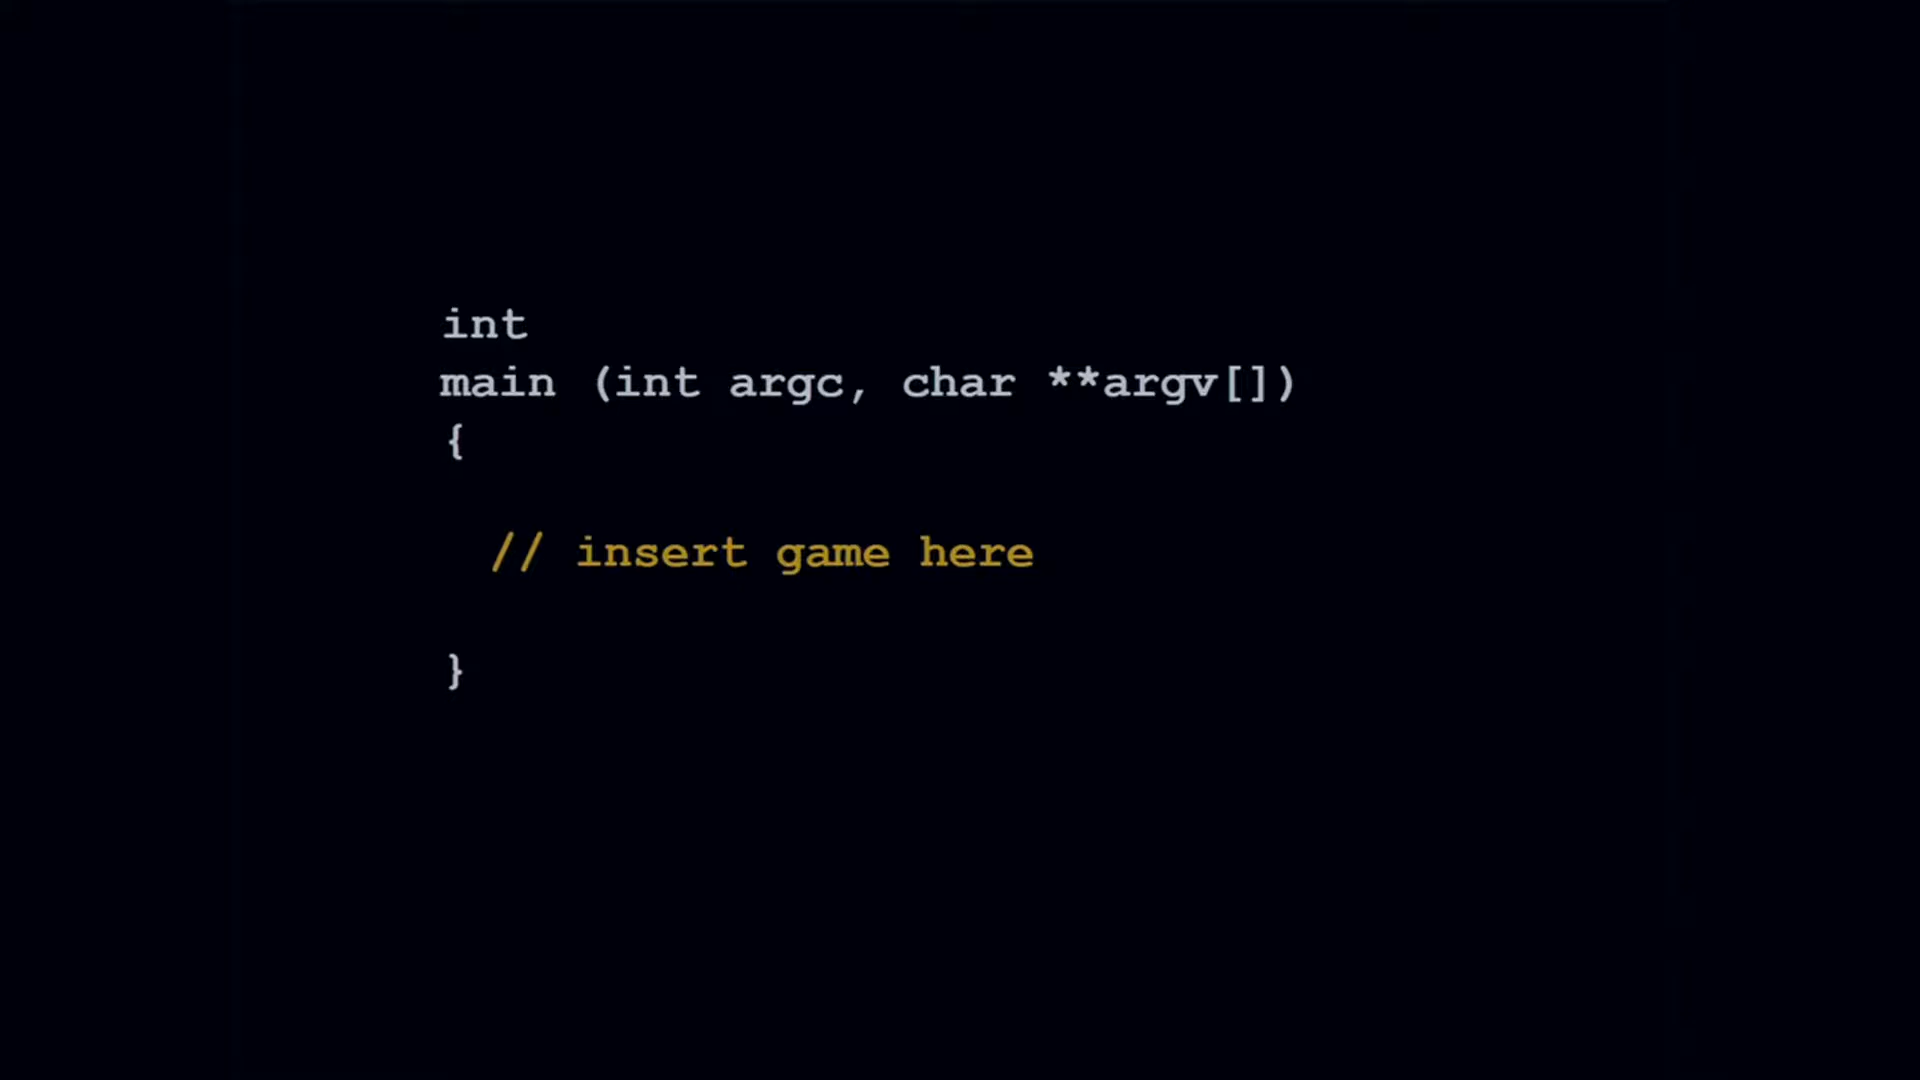 int
main (int argc, char **argv[])
{
// insert game here
}